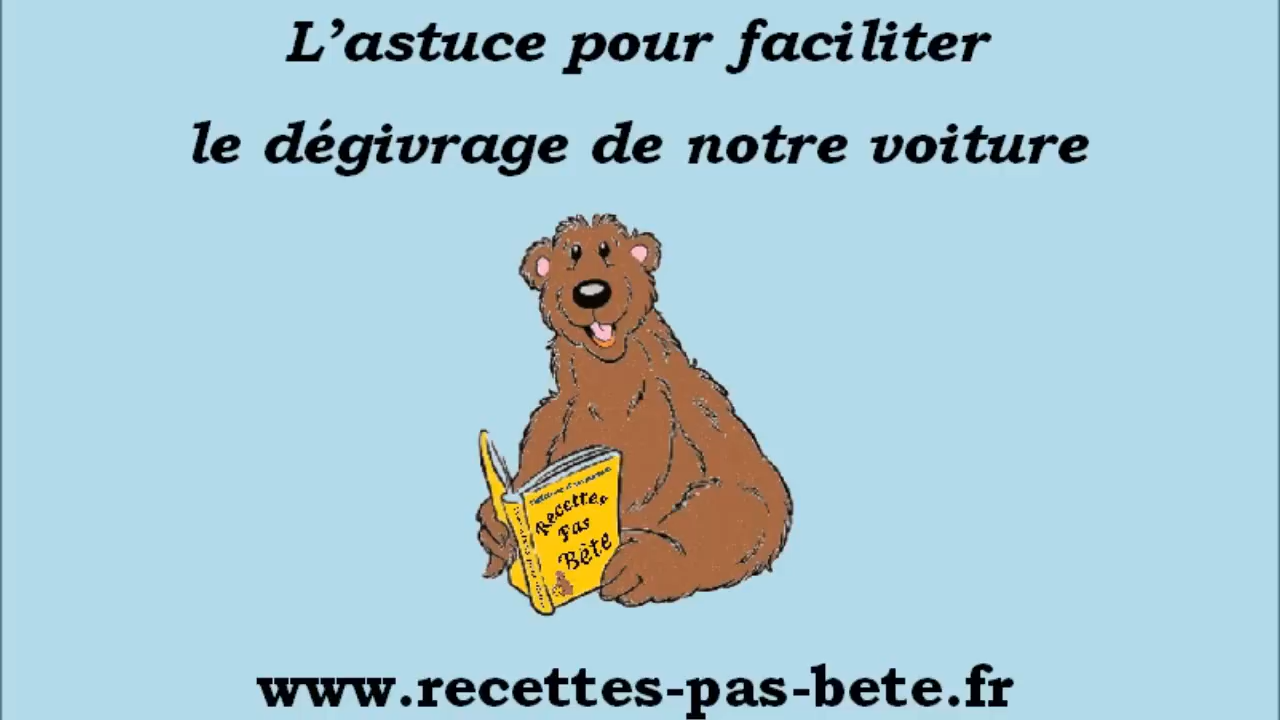 L'astuce pour faciliter
le dégivrage de notre voiture
Recettes
Pas
Bête
www.recettes-pas-bete.fr